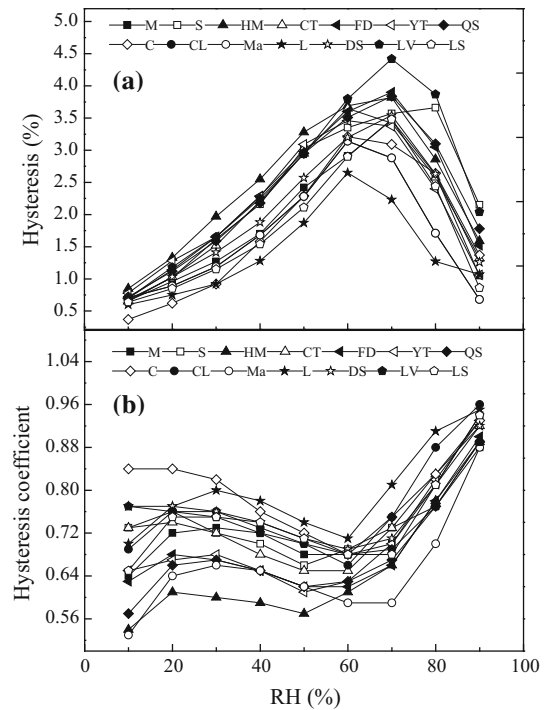 5.0
4.5
4.0
3.5
3.0
2.5
2.0
1.5
1.0
0.5
Hysteresis (%)
M S HM CT FD YT QS
C CL Ma L DS LV LS
(a)
1.04
0.96
0.88
0.80
0.72
0.64
0.56
Hysteresis coefficient
M S HM CT FD YT QS
C CL Ma L DS LV LS
(b)
0 20 40 60 80 100
RH (%)